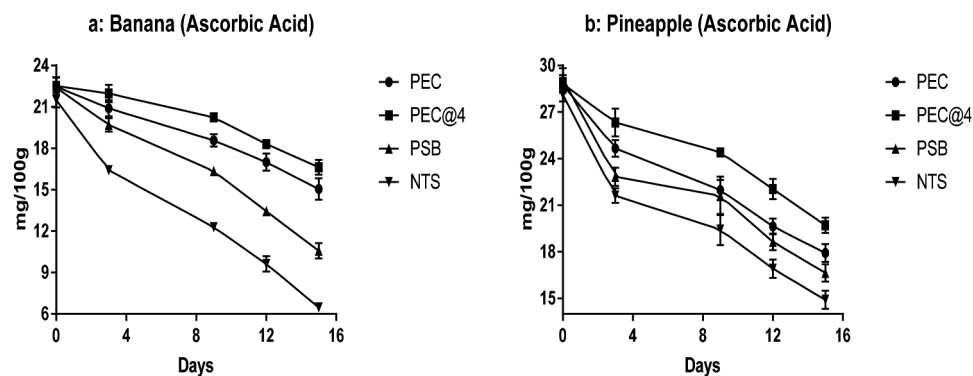 a: Banana (Ascorbic Acid)
24
21
18
15
12
9
6
mg/100g
0
4
8
12
16
Days
PEC
PEC@4
PSB
NTS
b: Pineapple (Ascorbic Acid)
30
27
24
21
18
15
mg/100g
0
4
8
12
16
Days
PEC
PEC@4
PSB
NTS